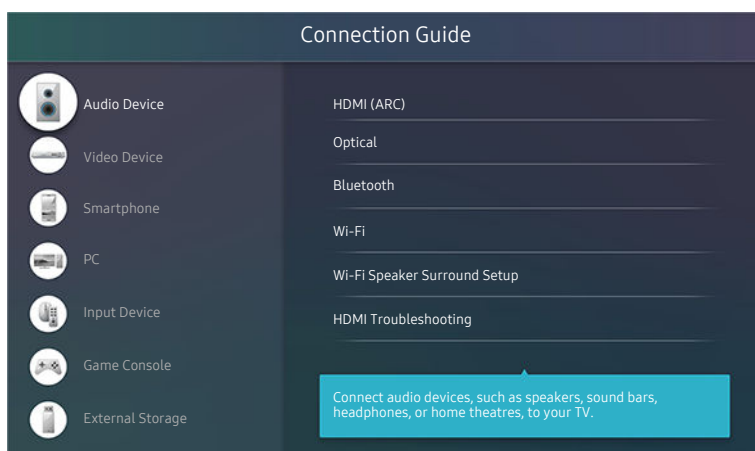 Connection Guide
Audio Device
Video Device
Smartphone
PC
Input Device
Game Console
External Storage
HDMI (ARC)
Optical
Bluetooth
Wi-Fi
Wi-Fi Speaker Surround Setup
HDMI Troubleshooting
Connect audio devices, such as speakers, sound bars,
headphones, or home theatres, to your TV.